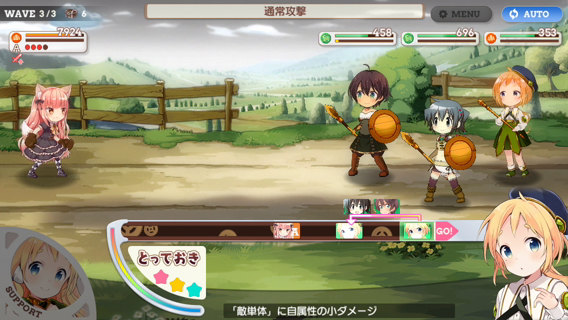 WAVE 3/3 6
通常攻撃
MENU
AUTO
7924
458
696
353
A
GO!
とっておき
SUPPORT
「敵単体」に自属性の小ダメージ